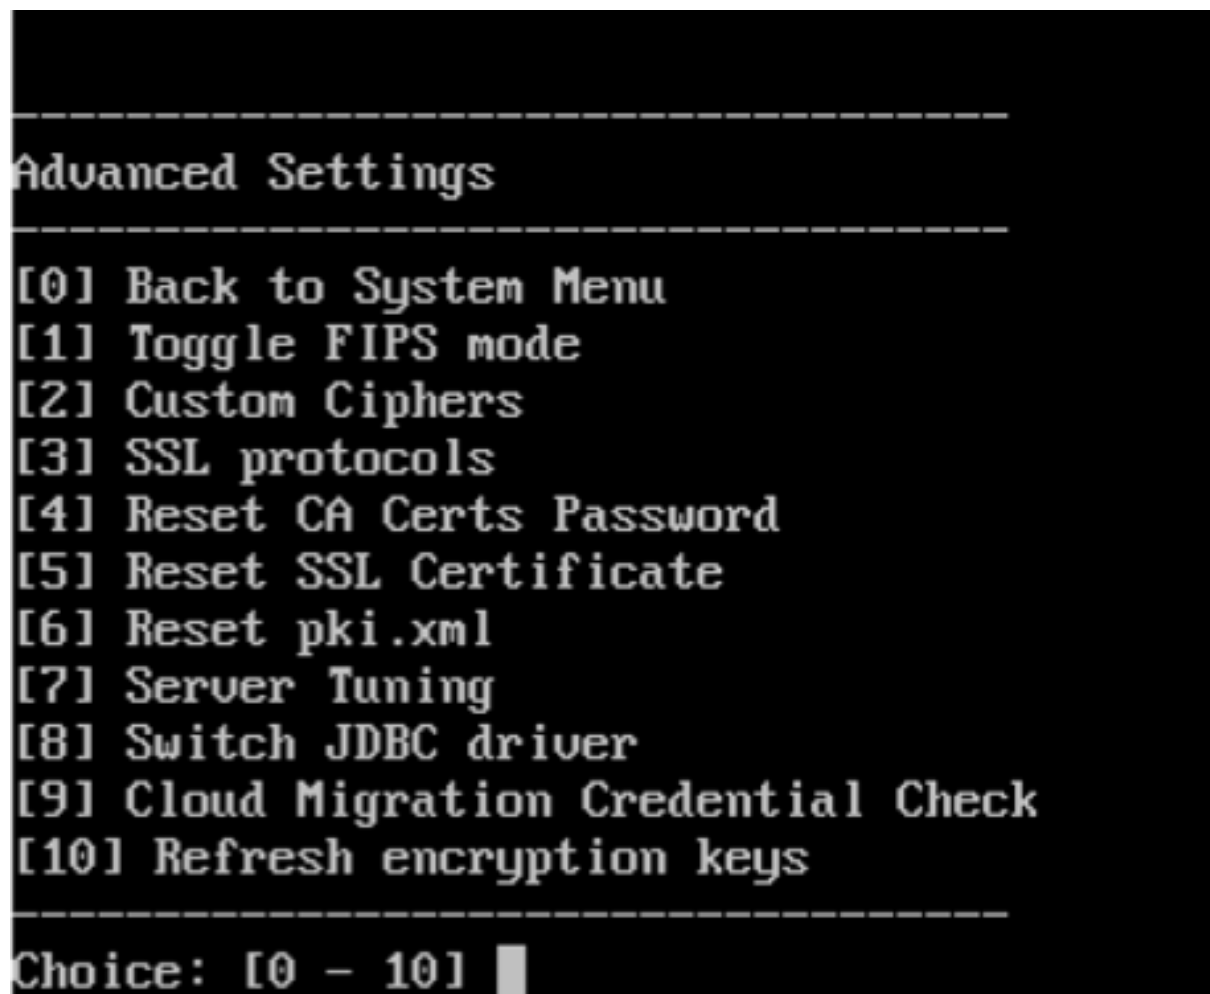 -----------------------------------
Advanced Settings
-----------------------------------
[0] Back to System Menu
[1] Toggle FIPS mode
[2] Custom Ciphers
[3] SSL protocols
[4] Reset CA Certs Password
[5] Reset SSL Certificate
[6] Reset pki.xml
[7] Server Tuning
[8] Switch JDBC driver
[9] Cloud Migration Credential Check
[10] Refresh encryption keys
-----------------------------------
Choice: [0 - 10]